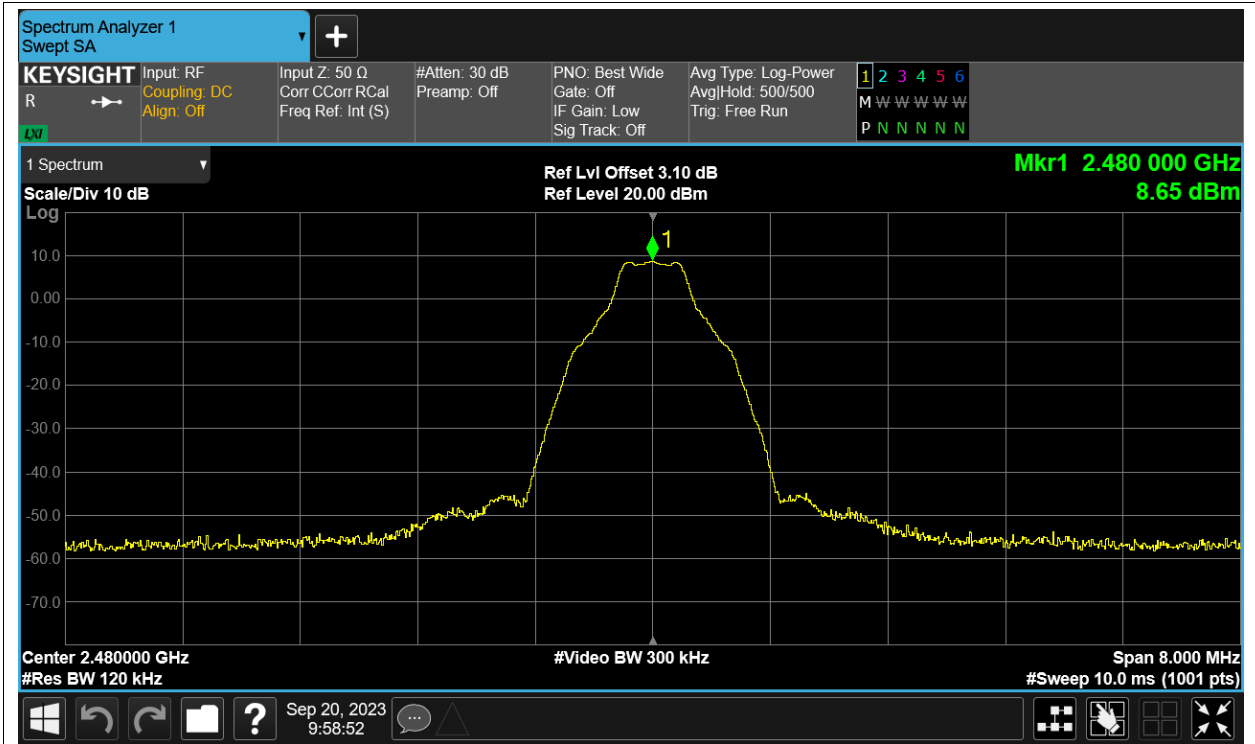 Spectrum Analyzer 1
Swept SA
KEYSIGHT
R
LXI
Input: RF
Coupling: DC
Align: Off
Input Z: 50 Ω
Corr CCorr RCal
Freq Ref: Int (S)
#Atten: 30 dB
Preamp: Off
PNO: Best Wide
Gate: Off
IF Gain: Low
Sig Track: Off
Avg Type: Log-Power
Avg|Hold: 500/500
Trig: Free Run
1 2 3 4 5 6
M W W W W W W
P N N N N N
1 Spectrum
Scale/Div 10 dB
Log
Ref Lvl Offset 3.10 dB
Ref Level 20.00 dBm
Mkr1 2.480 000 GHz
8.65 dBm
1
10.0
0.00
-10.0
-20.0
-30.0
-40.0
-50.0
-60.0
-70.0
Center 2.480000 GHz
#Res BW 120 kHz
#Video BW 300 kHz
Span 8.000 MHz
#Sweep 10.0 ms (1001 pts)
?
Sep 20, 2023
9:58:52